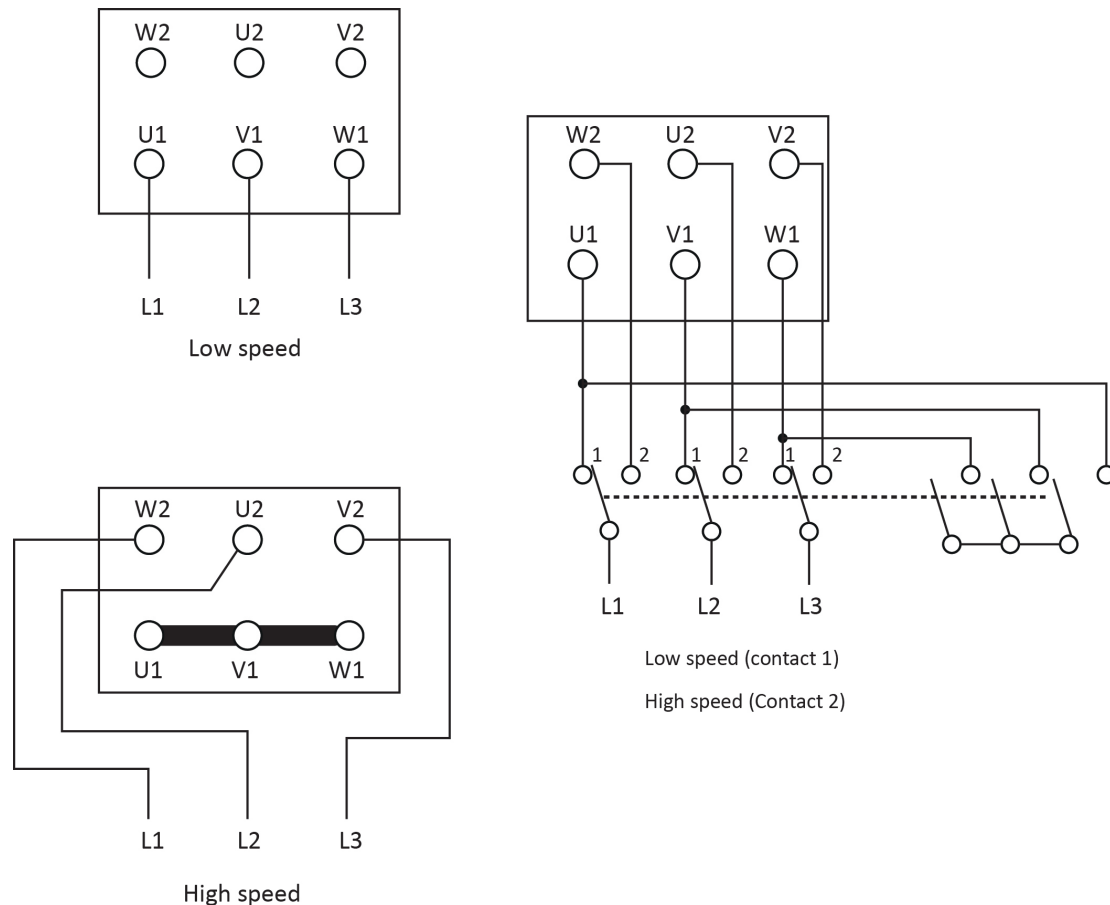 W2 U2 V2
U1 V1 W1
L1 L2 L3
Low speed
W2 U2 V2
U1 V1 W1
L1 L2 L3
High speed
W2 U2 V2
U1 V1 W1
1 2 1 2 1 2
L1 L2 L3
Low speed (contact 1)
High speed (Contact 2)